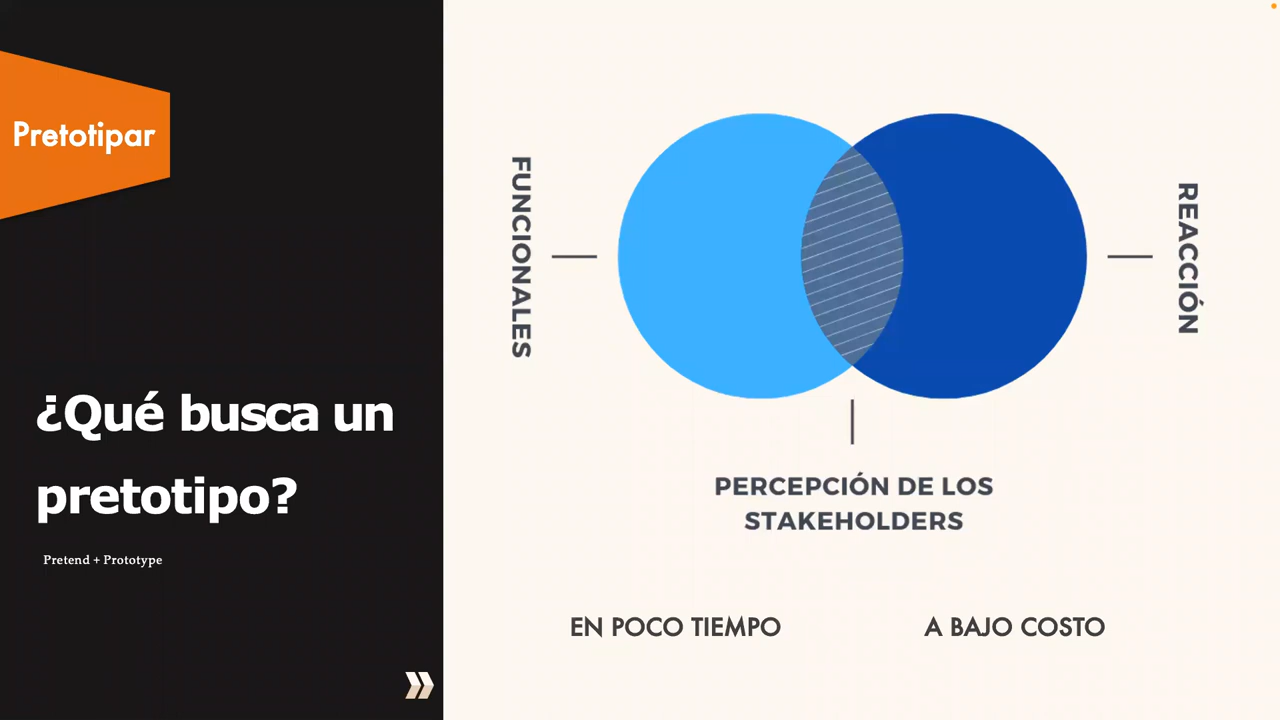 Pretotipar
¿Qué busca un
pretotipo?
Pretend + Prototype
FUNCIONALES
REACCIÓN
PERCEPCIÓN DE LOS
STAKEHOLDERS
EN POCO TIEMPO
A BAJO COSTO